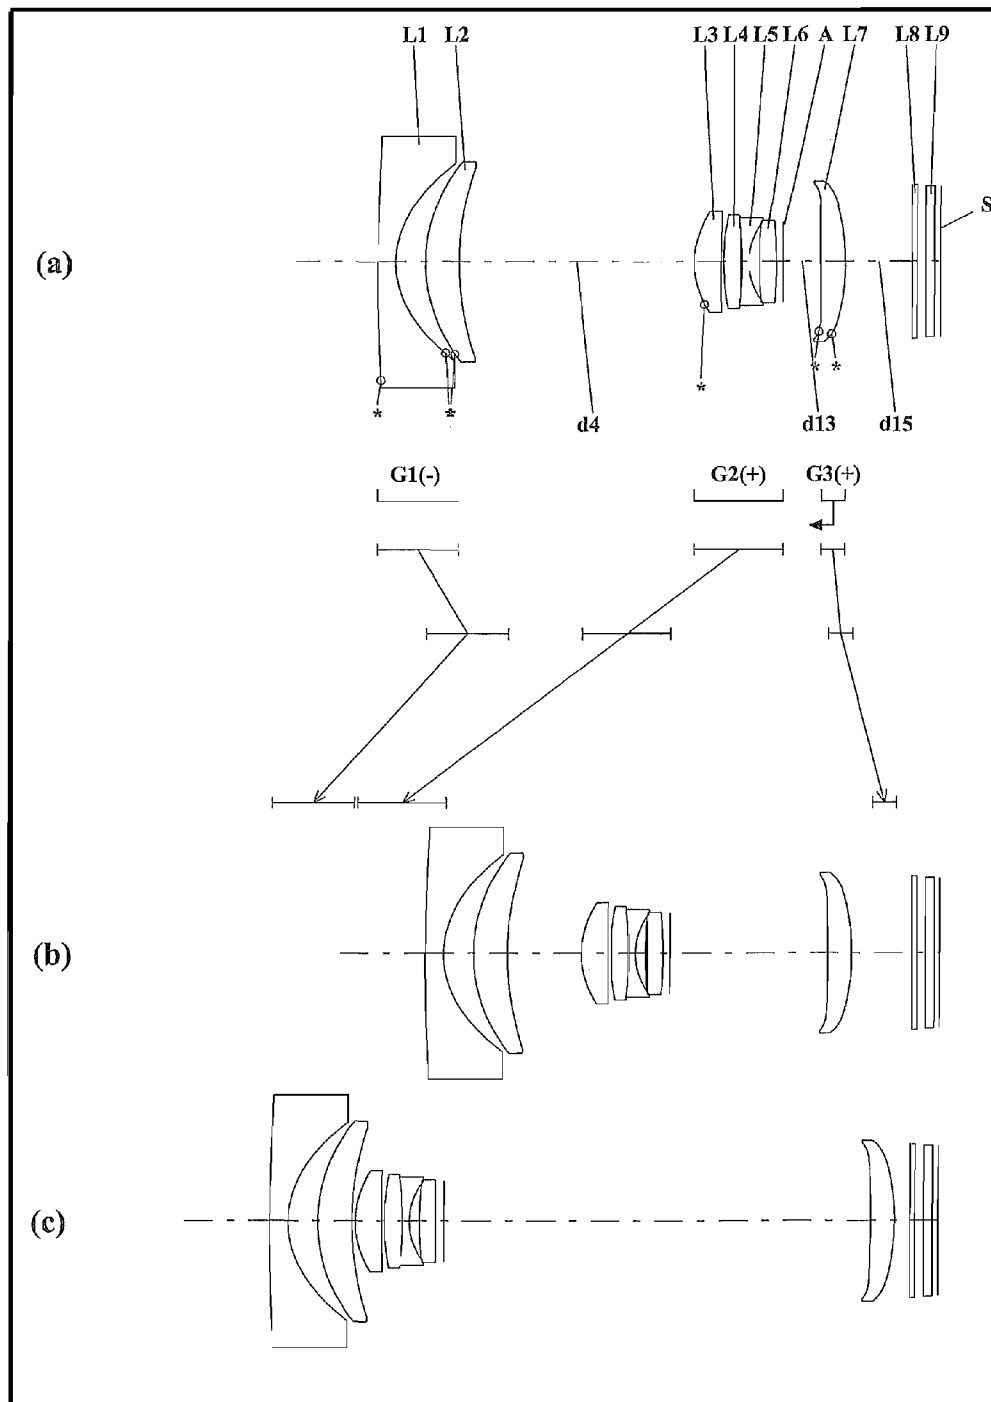 L1 L2 L3 L4 L5 L6 A L7 L8 L9
S
(a)
* * * * *
d4 d13 d15
G1(-) G2(+) G3(+)
(b)
(c)